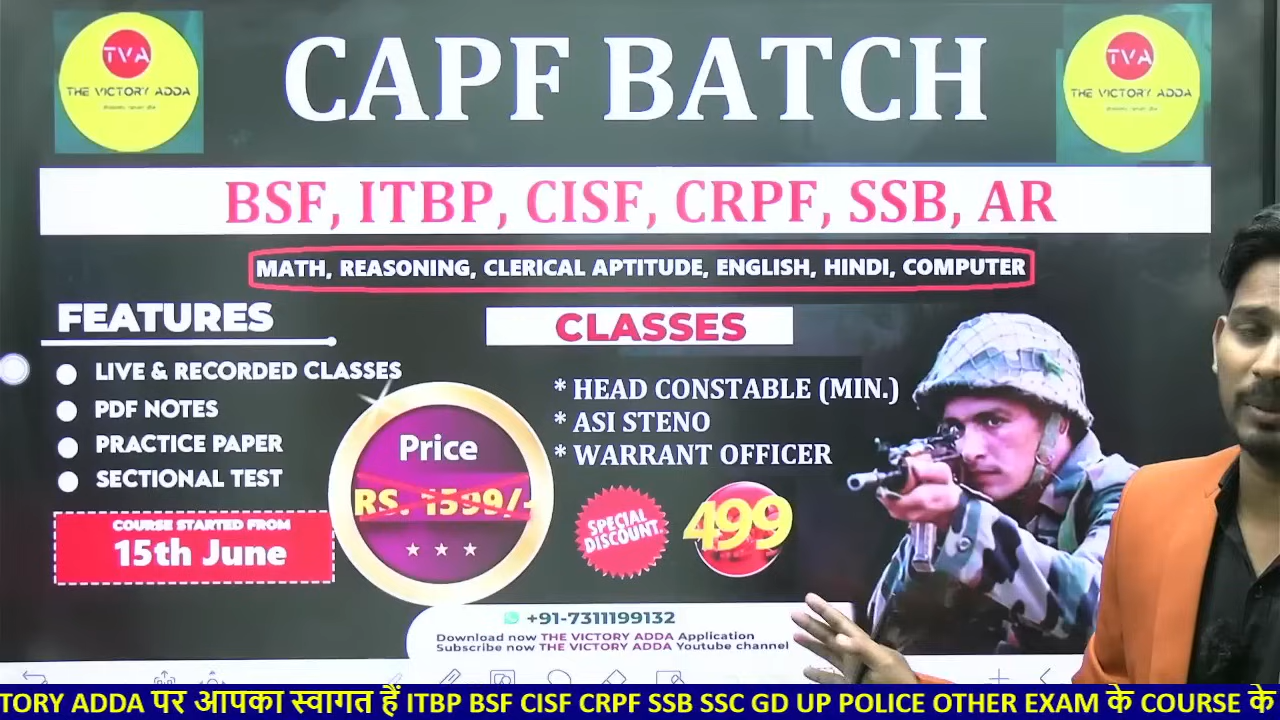 TVA
THE VICTORY ADDA
CAPF BATCH
TVA
THE VICTORY ADDA
BSF, ITBP, CISF, CRPF, SSB, AR
MATH, REASONING, CLERICAL APTITUDE, ENGLISH, HINDI, COMPUTER
FEATURES
LIVE & RECORDED CLASSES
PDF NOTES
PRACTICE PAPER
SECTIONAL TEST
COURSE STARTED FROM
15th June
Price
RS. 1599/-
CLASSES
* HEAD CONSTABLE (MIN.)
* ASI STENO
* WARRANT OFFICER
SPECIAL
DISCOUNT
499
+91-7311199132
Download now THE VICTORY ADDA Application
Subscribe now THE VICTORY ADDA Youtube channel
TORY ADDA पर आपका स्वागत हैं ITBP BSF CISF CRPF SSB SSC GD UP POLICE OTHER EXAM के COURSE के